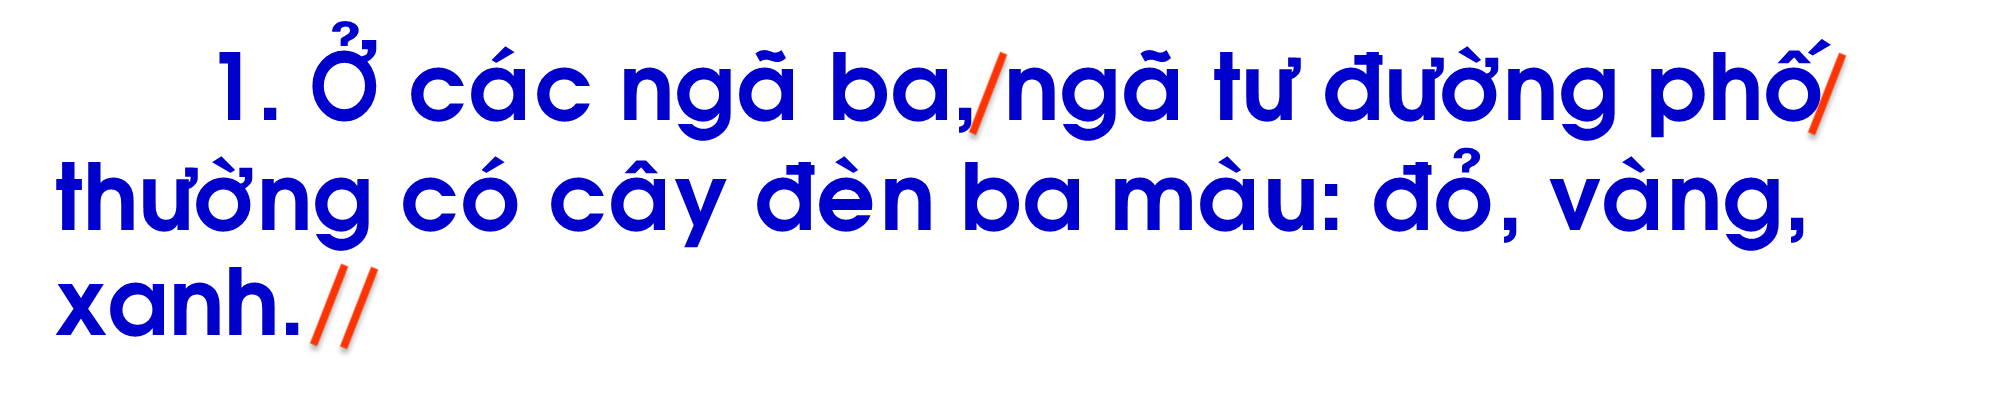 1. Ở các ngã ba,/ngã tư đường phố/
thường có cây đèn ba màu: đỏ, vàng,
xanh.//